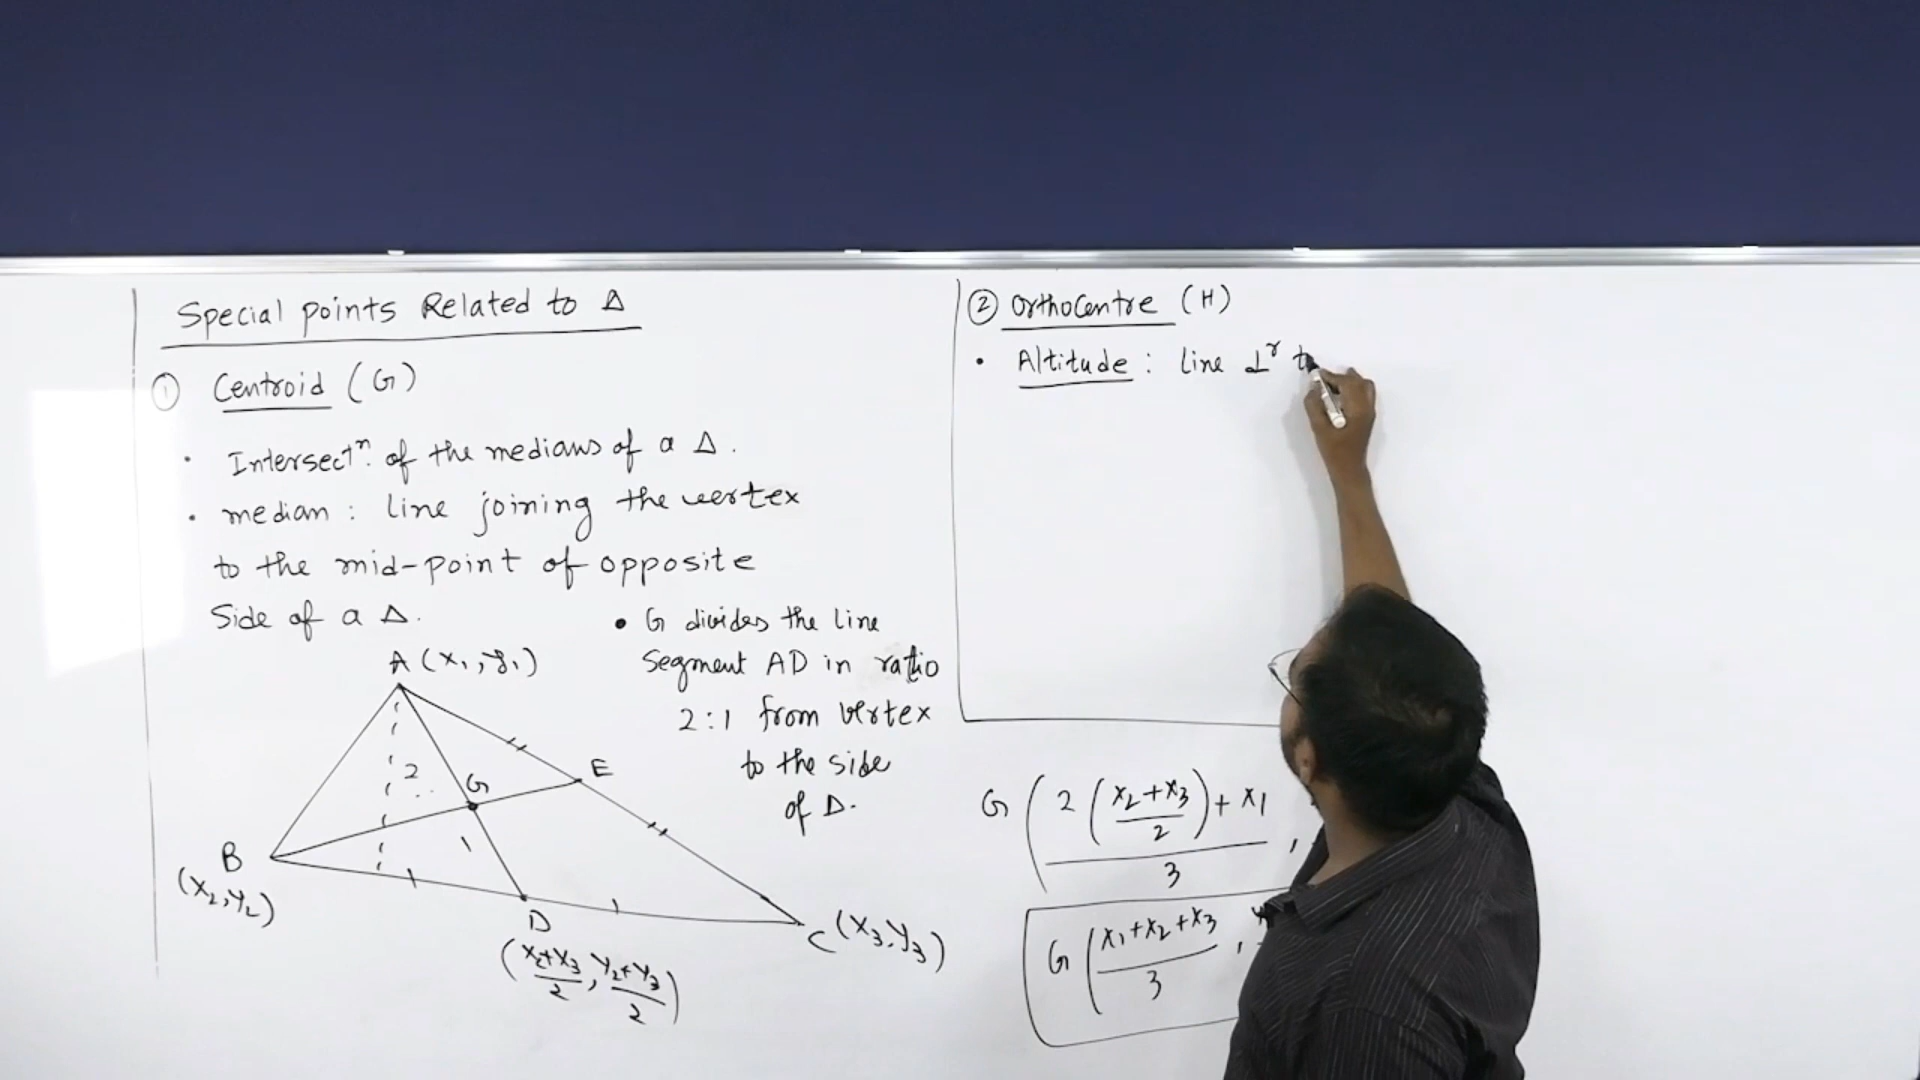 Special points Related to Δ
① Centroid (G)
• Intersectⁿ. of the medians of a Δ.
• median : line joining the vertex
to the mid-point of opposite
Side of a Δ.
• G divides the line
segment AD in ratio
2:1 from vertex
to the side
of Δ.
A (x₁, y₁)
2
G
E
1
B
(x₂, y₂)
D
(x₂+x₃/2, y₂+y₃/2)
C (x₃, y₃)
② Orthocentre (H)
• Altitude : line ⊥ʳ t
G (2 (x₂+x₃/2) + x₁/3,
G (x₁+x₂+x₃/3,